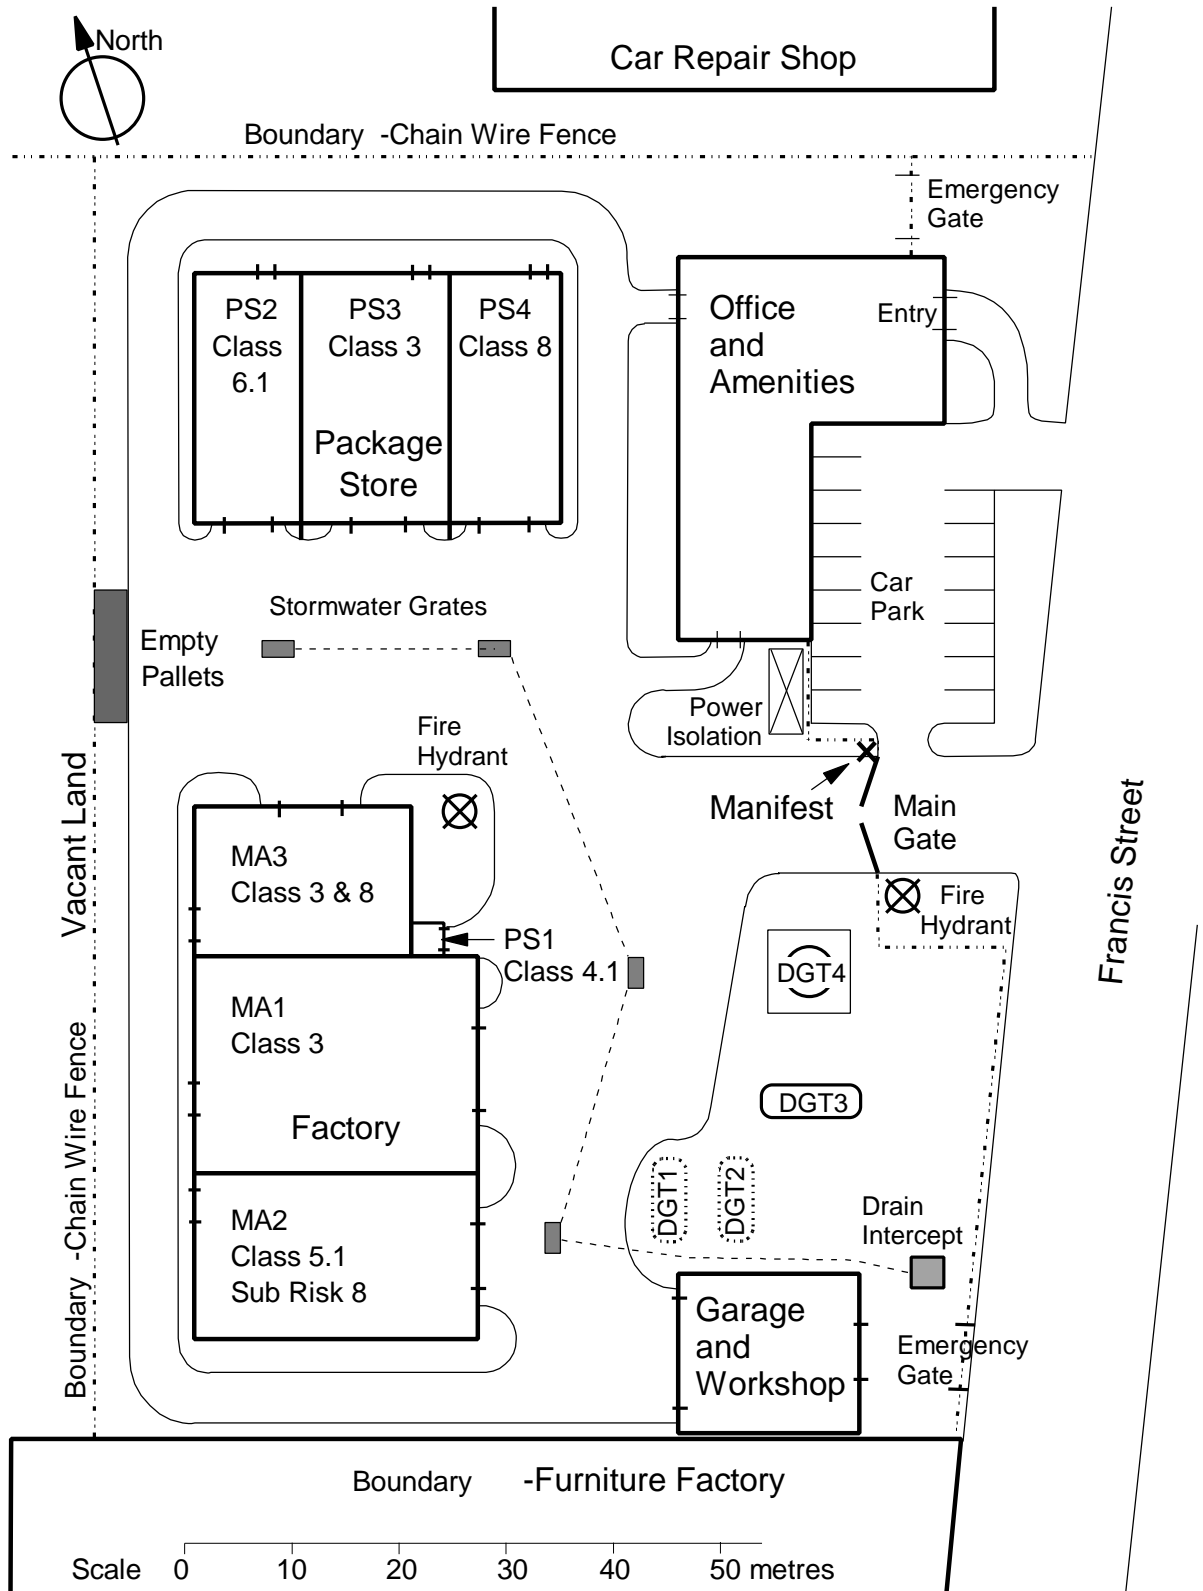 North
Car Repair Shop
Boundary -Chain Wire Fence
Emergency
Gate
PS2
Class
6.1
PS3
Class 3
PS4
Class 8
Package
Store
Office
and
Amenities
Entry
Stormwater Grates
Empty
Pallets
Car
Park
Power
Isolation
Fire
Hydrant
Manifest
Main
Gate
Vacant Land
Francis Street
MA3
Class 3 & 8
PS1
Class 4.1
Fire
Hydrant
DGT4
MA1
Class 3
Factory
DGT3
DGT1
DGT2
MA2
Class 5.1
Sub Risk 8
Drain
Intercept
Boundary -Chain Wire Fence
Garage
and
Workshop
Emergency
Gate
Boundary -Furniture Factory
Scale 0 10 20 30 40 50 metres